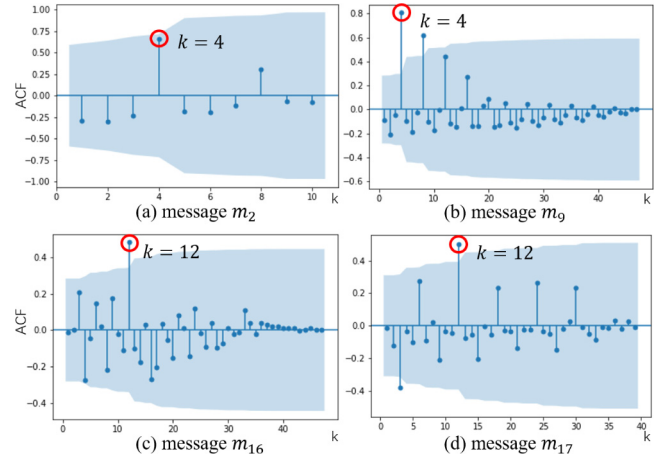 1.00
0.75
0.50
0.25
0.00
−0.25
−0.50
−0.75
−1.00
ACF
k = 4
0 2 4 6 8 10 k
(a) message m₂
0.8
0.6
0.4
0.2
0.0
−0.2
−0.4
−0.6
k = 4
0 10 20 30 40 k
(b) message m₉
0.4
0.2
0.0
−0.2
−0.4
ACF
k = 12
0 10 20 30 40 k
(c) message m₁₆
0.4
0.2
0.0
−0.2
−0.4
k = 12
0 5 10 15 20 25 30 35 40 k
(d) message m₁₇